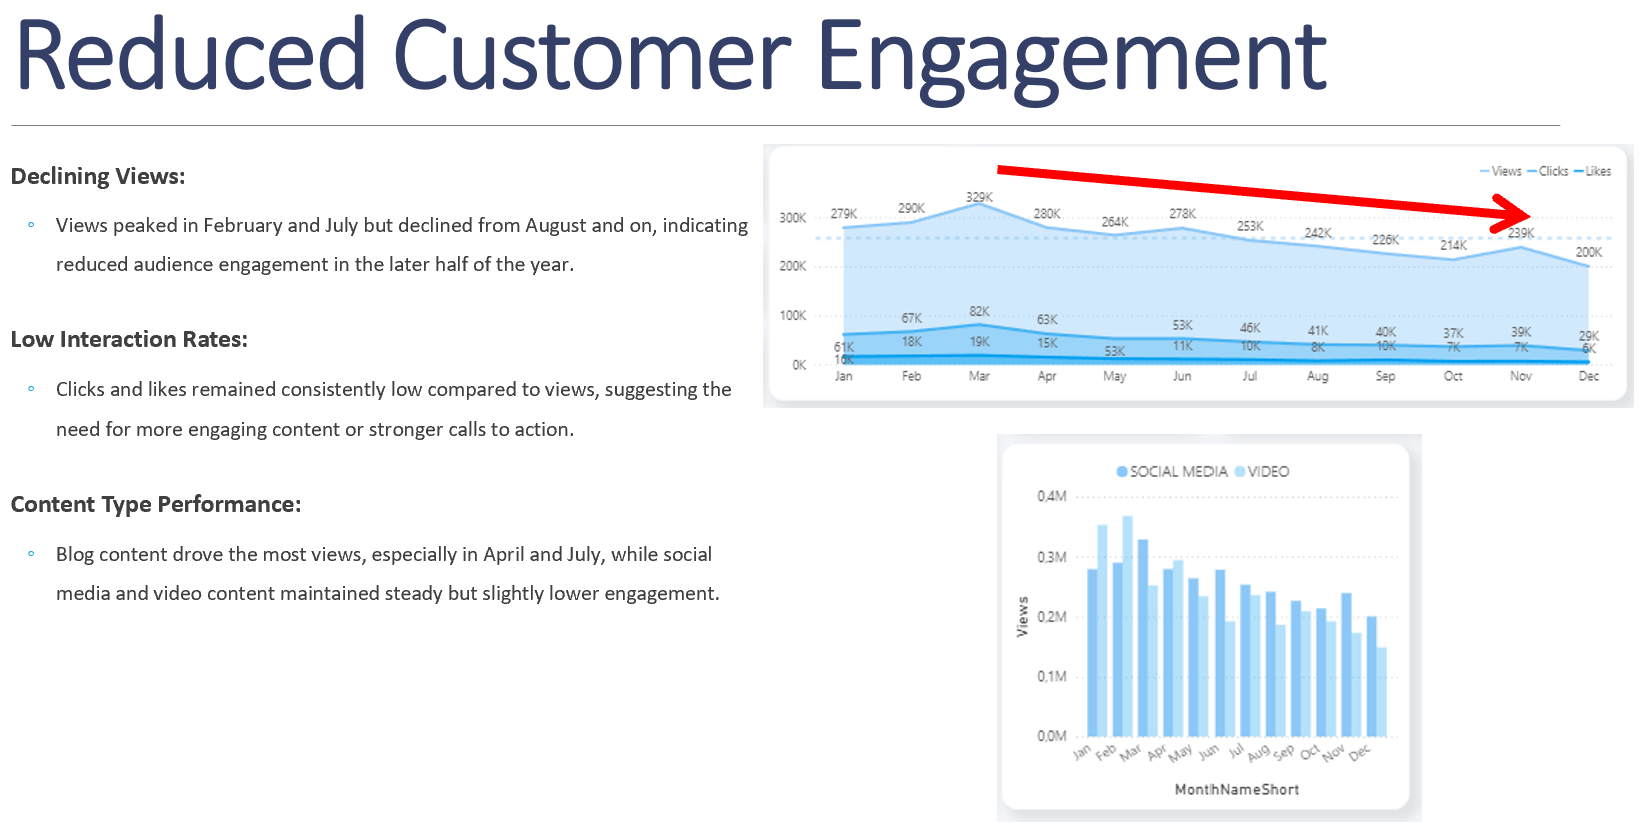 Reduced Customer Engagement
Declining Views:
Views peaked in February and July but declined from August and on, indicating
reduced audience engagement in the later half of the year.
Low Interaction Rates:
Clicks and likes remained consistently low compared to views, suggesting the
need for more engaging content or stronger calls to action.
Content Type Performance:
Blog content drove the most views, especially in April and July, while social
media and video content maintained steady but slightly lower engagement.
Views Clicks Likes
300K
200K
100K
0K
279K 290K 329K 280K 264K 278K 253K 242K 226K 214K 239K 200K
61K 67K 82K 63K 53K 53K 46K 41K 40K 37K 39K 29K
16K 18K 19K 15K 11K 10K 8K 10K 7K 7K 6K
Jan Feb Mar Apr May Jun Jul Aug Sep Oct Nov Dec
SOCIAL MEDIA VIDEO
0,4M
0,3M
0,2M
0,1M
0,0M
Views
Jan Feb Mar Apr May Jun Jul Aug Sep Oct Nov Dec
MonthNameShort